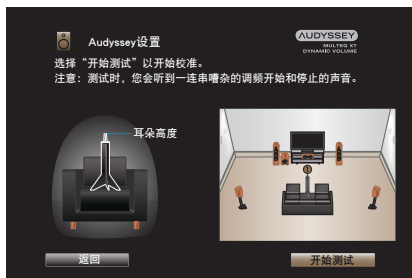 Audyssey设置
AUDYSSEY
MULTEQ XT
DYNAMIC VOLUME
选择“开始测试”以开始校准。
注意：测试时，您会听到一连串嘈杂的调频开始和停止的声音。
耳朵高度
返回
开始测试